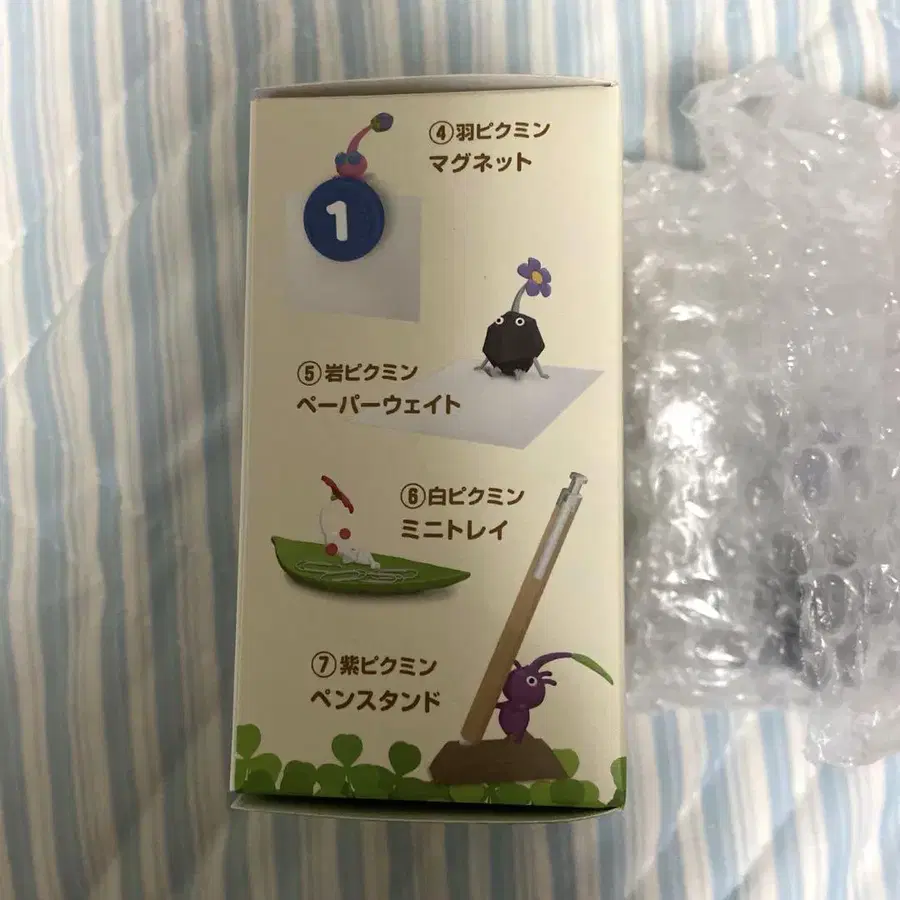 ④羽ピクミン
マグネット
1
⑤岩ピクミン
ペーパーウェイト
⑥白ピクミン
ミニトレイ
⑦紫ピクミン
ペンスタンド